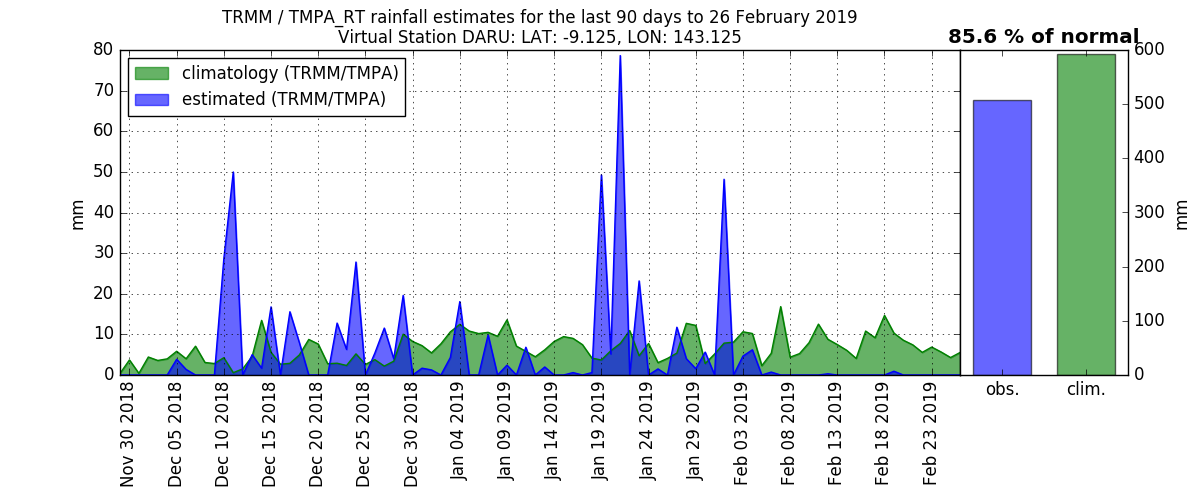 TRMM / TMPA_RT rainfall estimates for the last 90 days to 26 February 2019
Virtual Station DARU: LAT: -9.125, LON: 143.125
85.6 % of normal
climatology (TRMM/TMPA)
estimated (TRMM/TMPA)
80
70
60
50
40
30
20
10
0
mm
Nov 30 2018
Dec 05 2018
Dec 10 2018
Dec 15 2018
Dec 20 2018
Dec 25 2018
Dec 30 2018
Jan 04 2019
Jan 09 2019
Jan 14 2019
Jan 19 2019
Jan 24 2019
Jan 29 2019
Feb 03 2019
Feb 08 2019
Feb 13 2019
Feb 18 2019
Feb 23 2019
600
500
400
300
200
100
0
mm
obs.
clim.